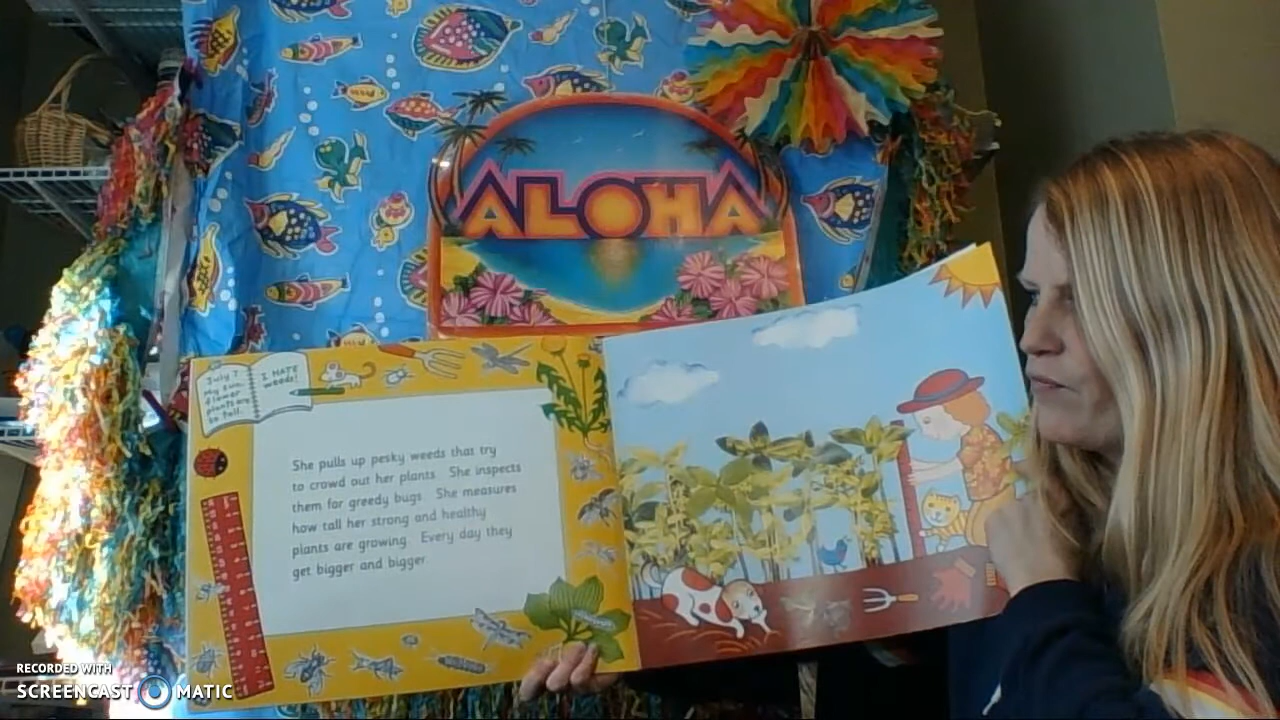 ALOHA
July 7
My sun
flower
plants are
so tall.
I HATE
weeds!
She pulls up pesky weeds that try
to crowd out her plants. She inspects
them for greedy bugs. She measures
how tall her strong and healthy
plants are growing. Every day they
get bigger and bigger.
RECORDED WITH
SCREENCAST MATIC